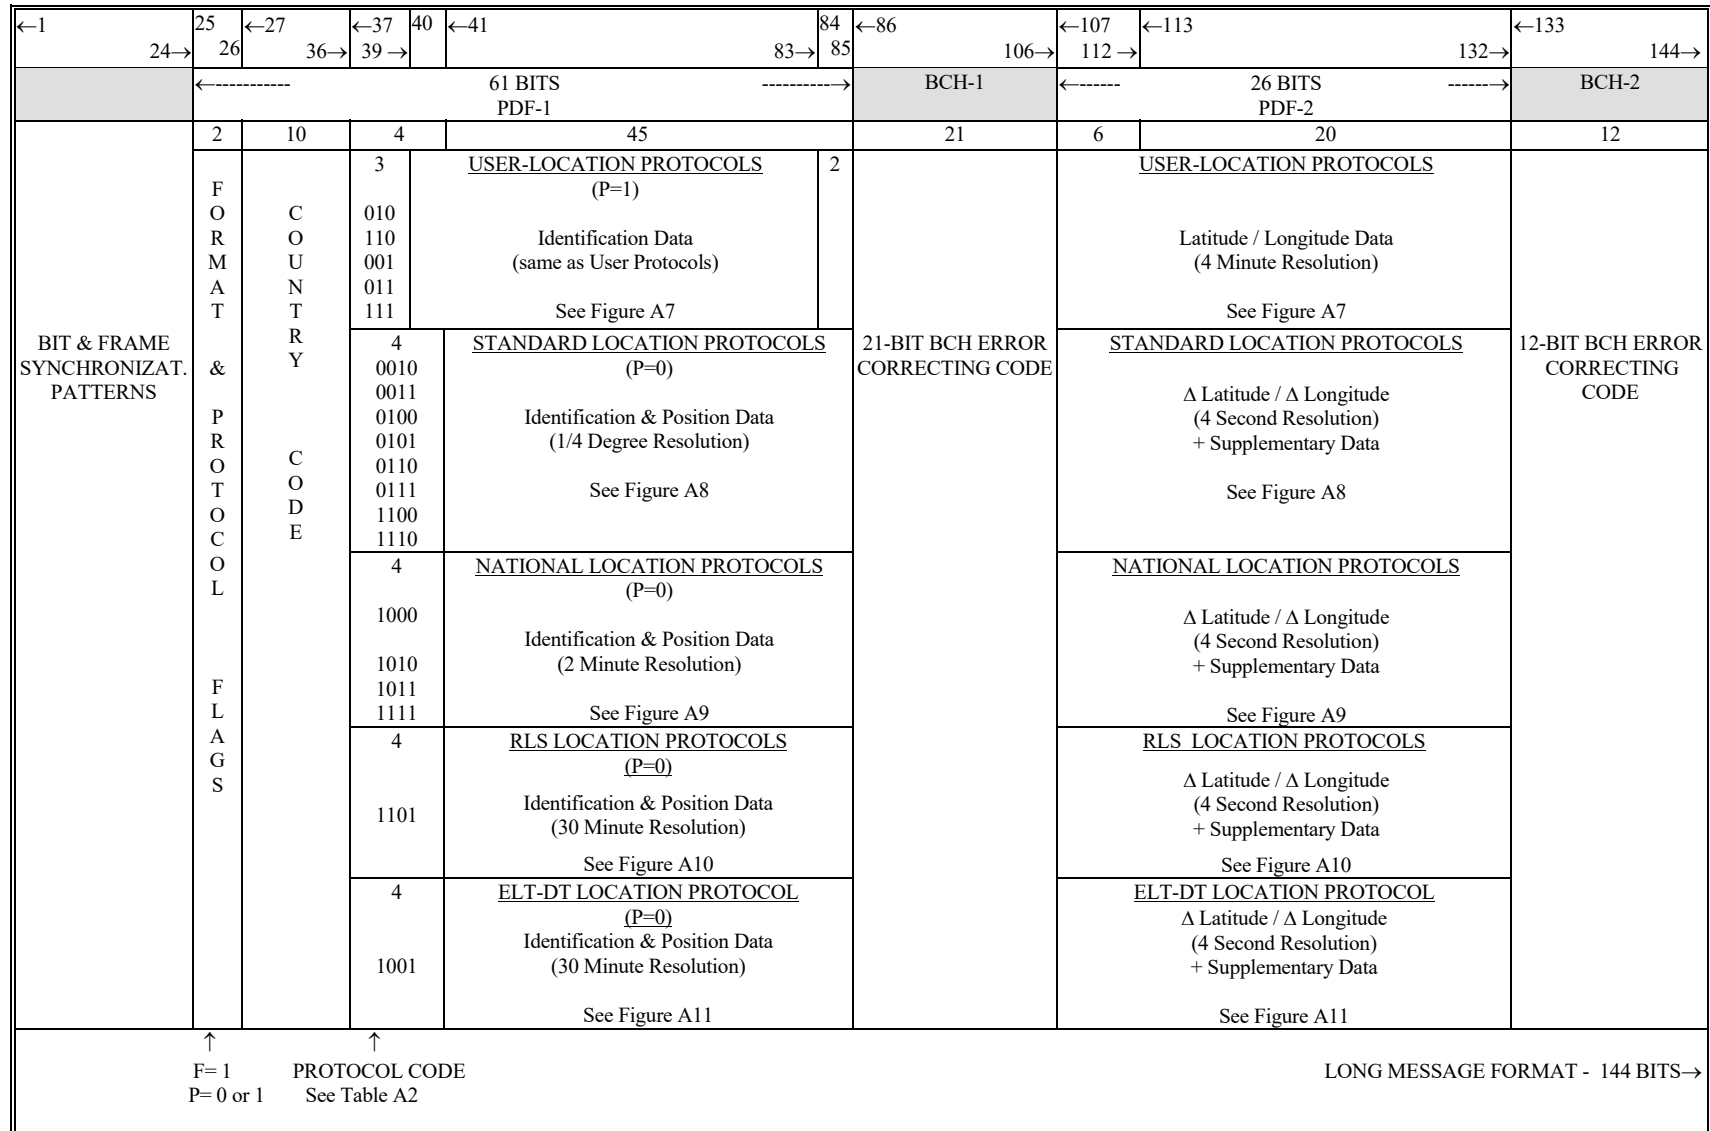 ←1 25 ←27 ←37 40 ←41 84 ←86 ←107 ←113 ←133
24→ 26 36→ 39 → 83→ 85 106→ 112 → 132→ 144→
←------------ 61 BITS -----------→ BCH-1 ←------ 26 BITS ------→ BCH-2
PDF-1 PDF-2
2 10 4 45 21 6 20 12
BIT & FRAME
SYNCHRONIZAT.
PATTERNS
F
O
R
M
A
T
&
P
R
O
T
O
C
O
L
F
L
A
G
S
C
O
U
N
T
R
Y
C
O
D
E
3 USER-LOCATION PROTOCOLS 2
(P=1)
010
110 Identification Data
001 (same as User Protocols)
011
111 See Figure A7
4 STANDARD LOCATION PROTOCOLS
0010 (P=0)
0011
0100 Identification & Position Data
0101 (1/4 Degree Resolution)
0110
0111 See Figure A8
1100
1110
4 NATIONAL LOCATION PROTOCOLS
(P=0)
1000
Identification & Position Data
1010 (2 Minute Resolution)
1011
1111 See Figure A9
4 RLS LOCATION PROTOCOLS
(P=0)
Identification & Position Data
1101
(30 Minute Resolution)
See Figure A10
4 ELT-DT LOCATION PROTOCOL
(P=0)
Identification & Position Data
1001 (30 Minute Resolution)
See Figure A11
21-BIT BCH ERROR
CORRECTING CODE
USER-LOCATION PROTOCOLS
Latitude / Longitude Data
(4 Minute Resolution)
See Figure A7
STANDARD LOCATION PROTOCOLS
Δ Latitude / Δ Longitude
(4 Second Resolution)
+ Supplementary Data
See Figure A8
NATIONAL LOCATION PROTOCOLS
Δ Latitude / Δ Longitude
(4 Second Resolution)
+ Supplementary Data
See Figure A9
RLS LOCATION PROTOCOLS
Δ Latitude / Δ Longitude
(4 Second Resolution)
+ Supplementary Data
See Figure A10
ELT-DT LOCATION PROTOCOL
Δ Latitude / Δ Longitude
(4 Second Resolution)
+ Supplementary Data
See Figure A11
12-BIT BCH ERROR
CORRECTING
CODE
↑ ↑
F= 1 PROTOCOL CODE LONG MESSAGE FORMAT - 144 BITS→
P= 0 or 1 See Table A2